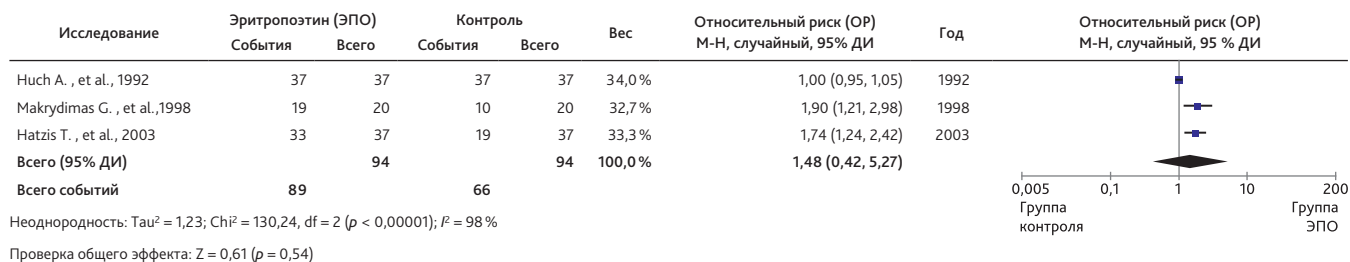 Исследование Эритропоэтин (ЭПО) Контроль Вес Относительный риск (ОР) М-Н, случайный, 95% ДИ Год Относительный риск (ОР) М-Н, случайный, 95 % ДИ
События Всего События Всего
Huch A. , et al., 1992 37 37 37 37 34,0 % 1,00 (0,95, 1,05) 1992
Makrydimas G. , et al.,1998 19 20 10 20 32,7 % 1,90 (1,21, 2,98) 1998
Hatzis T. , et al., 2003 33 37 19 37 33,3 % 1,74 (1,24, 2,42) 2003
Всего (95% ДИ) 94 94 100,0 % 1,48 (0,42, 5,27)
Всего событий 89 66
0,005 0,1 1 10 200
Группа контроля Группа ЭПО
Неоднородность: Tau² = 1,23; Chi² = 130,24, df = 2 (p < 0,00001); I² = 98 %
Проверка общего эффекта: Z = 0,61 (p = 0,54)